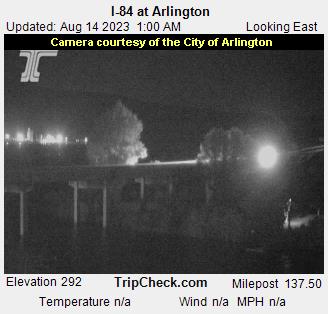 I-84 at Arlington
Updated: Aug 14 2023 1:00 AM Looking East
Camera courtesy of the City of Arlington
Elevation 292 TripCheck.com Milepost 137.50
Temperature n/a Wind n/a MPH n/a